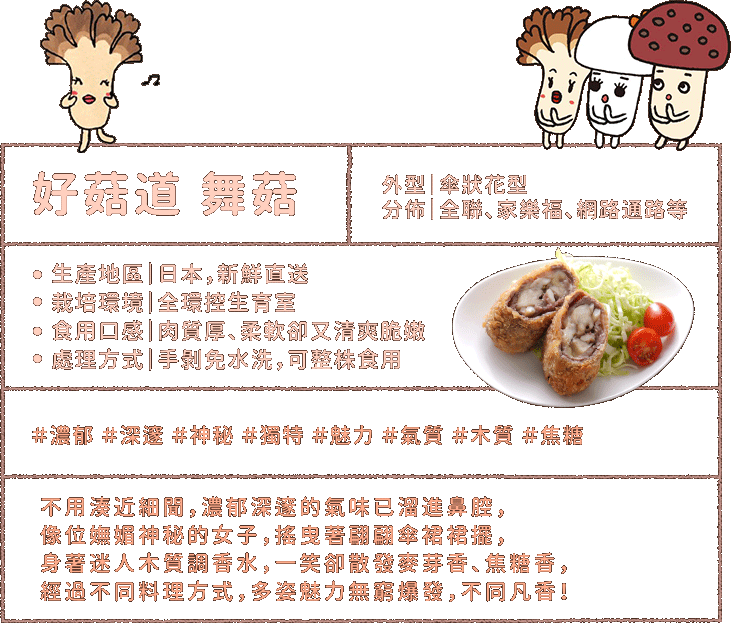 好菇道 舞菇
外型|傘狀花型
分佈|全聯、家樂福、網路通路等
• 生產地區|日本,新鮮直送
• 栽培環境|全環控生育室
• 食用口感|肉質厚、柔軟卻又清爽脆嫩
• 處理方式|手剝免水洗,可整株食用
#濃郁 #深邃 #神秘 #獨特 #魅力 #氣質 #木質 #焦糖
不用湊近細聞,濃郁深邃的氣味已溜進鼻腔,
像位嫵媚神秘的女子,搖曳著翩翩傘裙裙擺,
身著迷人木質調香水,一笑卻散發麥芽香、焦糖香,
經過不同料理方式,多姿魅力無窮爆發,不同凡香!